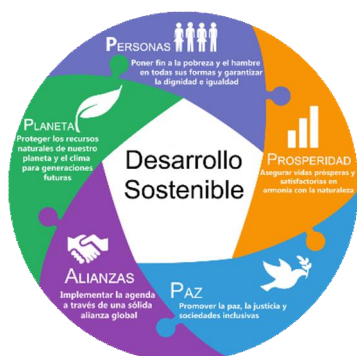 PERSONAS
Poner fin a la pobreza y el hambre
en todas sus formas y garantizar
la dignidad e igualdad
PROSPERIDAD
Asegurar vidas prósperas y
satisfactorias en
armonía con la naturaleza
PAZ
Promover la paz, la justicia y
sociedades inclusivas
ALIANZAS
Implementar la agenda
a través de una sólida
alianza global
PLANETA
Proteger los recursos
naturales de nuestro
planeta y el clima
para generaciones
futuras
Desarrollo
Sostenible